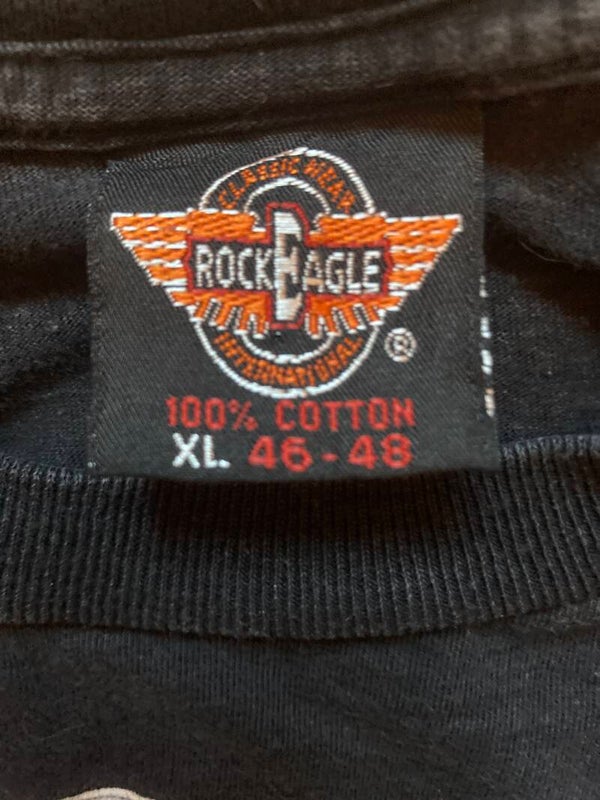 CLASSIC WEAR
ROCK EAGLE
INTERNATIONAL
®
100% COTTON
XL. 46-48